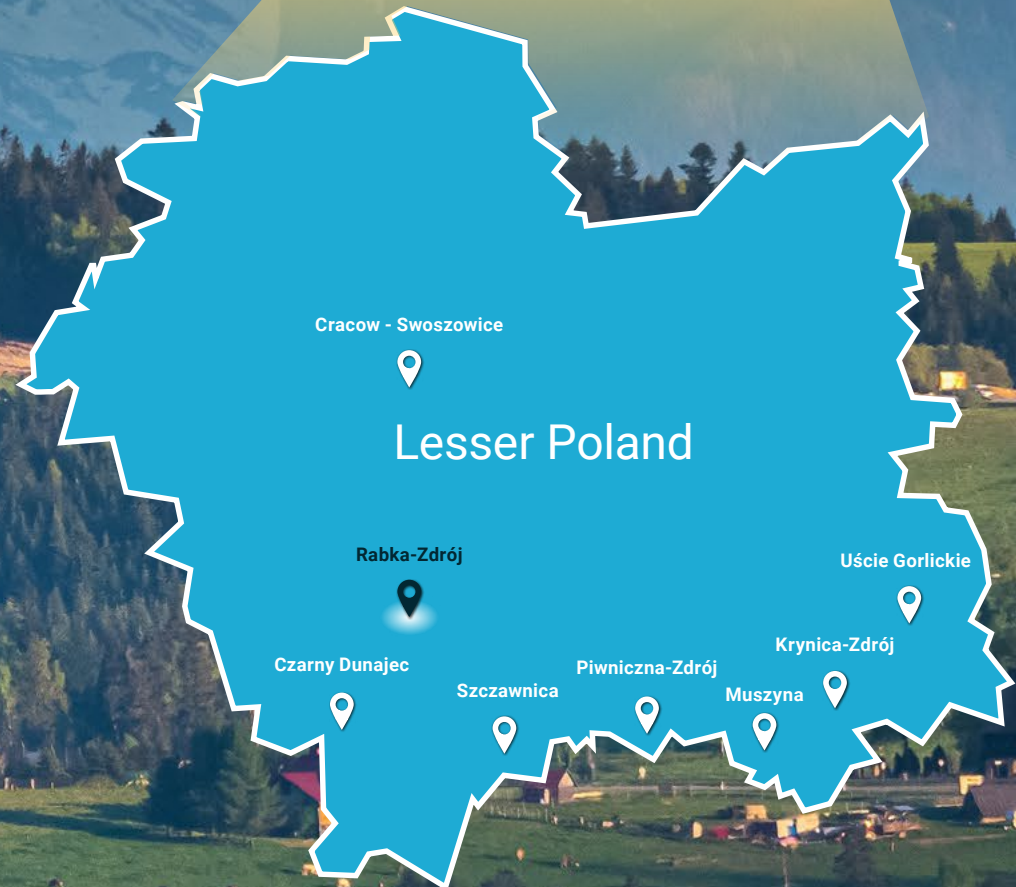 Cracow - Swoszowice
Lesser Poland
Rabka-Zdrój
Uście Gorlickie
Krynica-Zdrój
Czarny Dunajec
Piwniczna-Zdrój
Szczawnica
Muszyna